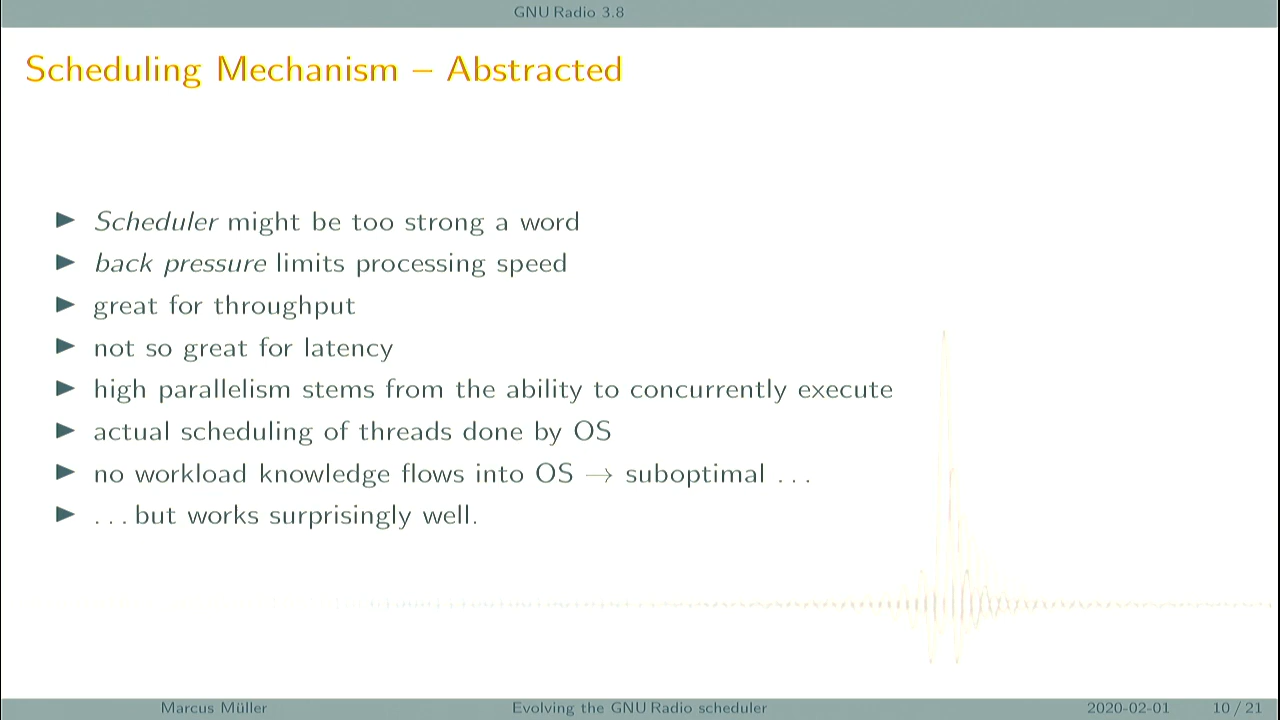 GNU Radio 3.8
Scheduling Mechanism – Abstracted
▶ Scheduler might be too strong a word
▶ back pressure limits processing speed
▶ great for throughput
▶ not so great for latency
▶ high parallelism stems from the ability to concurrently execute
▶ actual scheduling of threads done by OS
▶ no workload knowledge flows into OS → suboptimal . . .
▶ . . . but works surprisingly well.
Marcus Müller Evolving the GNU Radio scheduler 2020-02-01 10 / 21